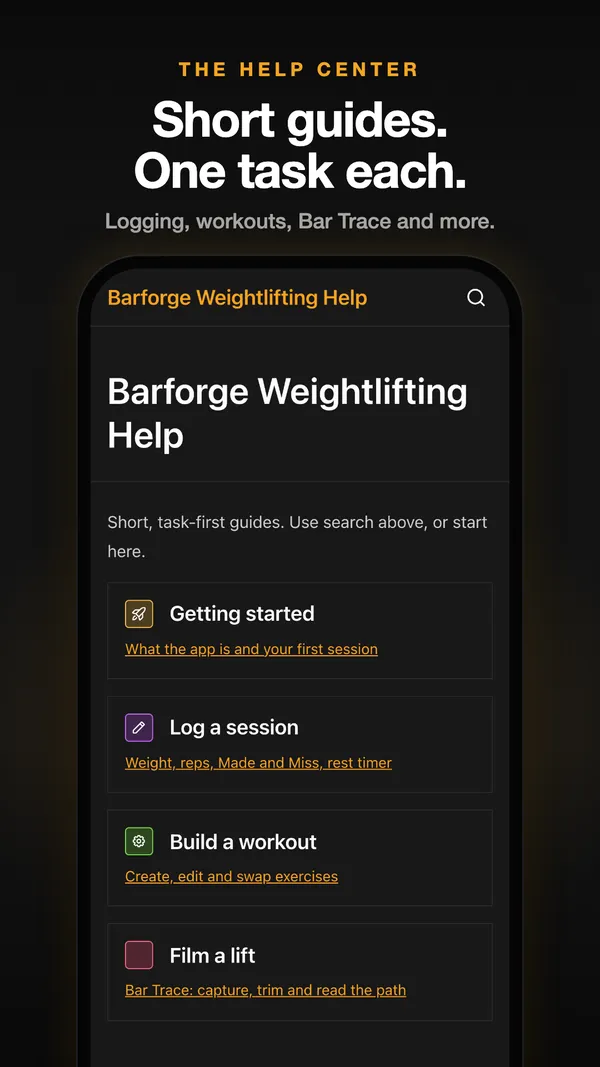 THE HELP CENTER
Short guides.
One task each.
Logging, workouts, Bar Trace and more.
Barforge Weightlifting Help
Barforge Weightlifting
Help
Short, task-first guides. Use search above, or start
here.
Getting started
What the app is and your first session
Log a session
Weight, reps, Made and Miss, rest timer
Build a workout
Create, edit and swap exercises
Film a lift
Bar Trace: capture, trim and read the path